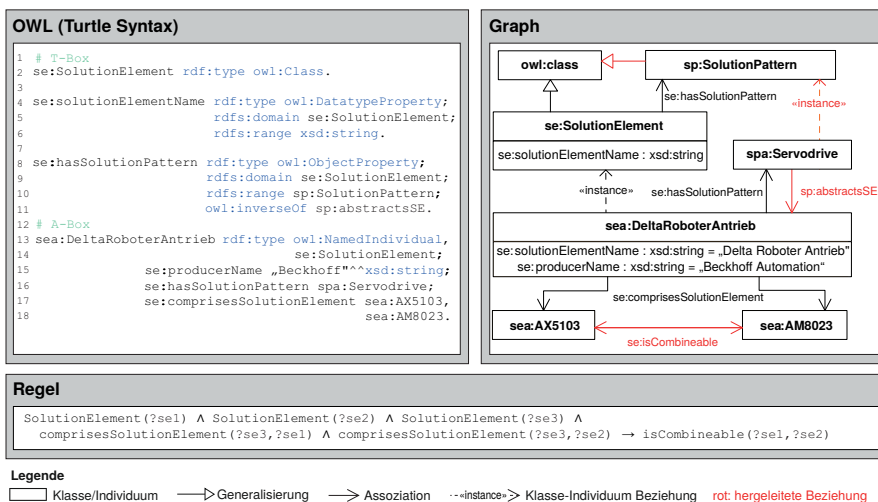 OWL (Turtle Syntax)
1 # T-Box
2 se:SolutionElement rdf:type owl:Class.
3
4 se:solutionElementName rdf:type owl:DatatypeProperty;
5 rdfs:domain se:SolutionElement;
6 rdfs:range xsd:string.
7
8 se:hasSolutionPattern rdf:type owl:ObjectProperty;
9 rdfs:domain se:SolutionElement;
10 rdfs:range sp:SolutionPattern;
11 owl:inverseOf sp:abstractsSE.
12 # A-Box
13 sea:DeltaRoboterAntrieb rdf:type owl:NamedIndividual,
14 se:SolutionElement;
15 se:producerName „Beckhoff"^^xsd:string;
16 se:hasSolutionPattern spa:Servodrive;
17 se:comprisesSolutionElement sea:AX5103,
18 sea:AM8023.
Graph
owl:class
sp:SolutionPattern
se:hasSolutionPattern
«instance»
se:SolutionElement
se:solutionElementName : xsd:string
spa:Servodrive
«instance»
se:hasSolutionPattern
sp:abstractsSE
sea:DeltaRoboterAntrieb
se:solutionElementName : xsd:string = „Delta Roboter Antrieb"
se:producerName : xsd:string = „Beckhoff Automation“
se:comprisesSolutionElement
sea:AX5103
sea:AM8023
se:isCombineable
Regel
SolutionElement(?se1) ∧ SolutionElement(?se2) ∧ SolutionElement(?se3) ∧
comprisesSolutionElement(?se3,?se1) ∧ comprisesSolutionElement(?se3,?se2) → isCombineable(?se1,?se2)
Legende
Klasse/Individuum
Generalisierung
Assoziation
«instance»
Klasse-Individuum Beziehung
rot: hergeleitete Beziehung